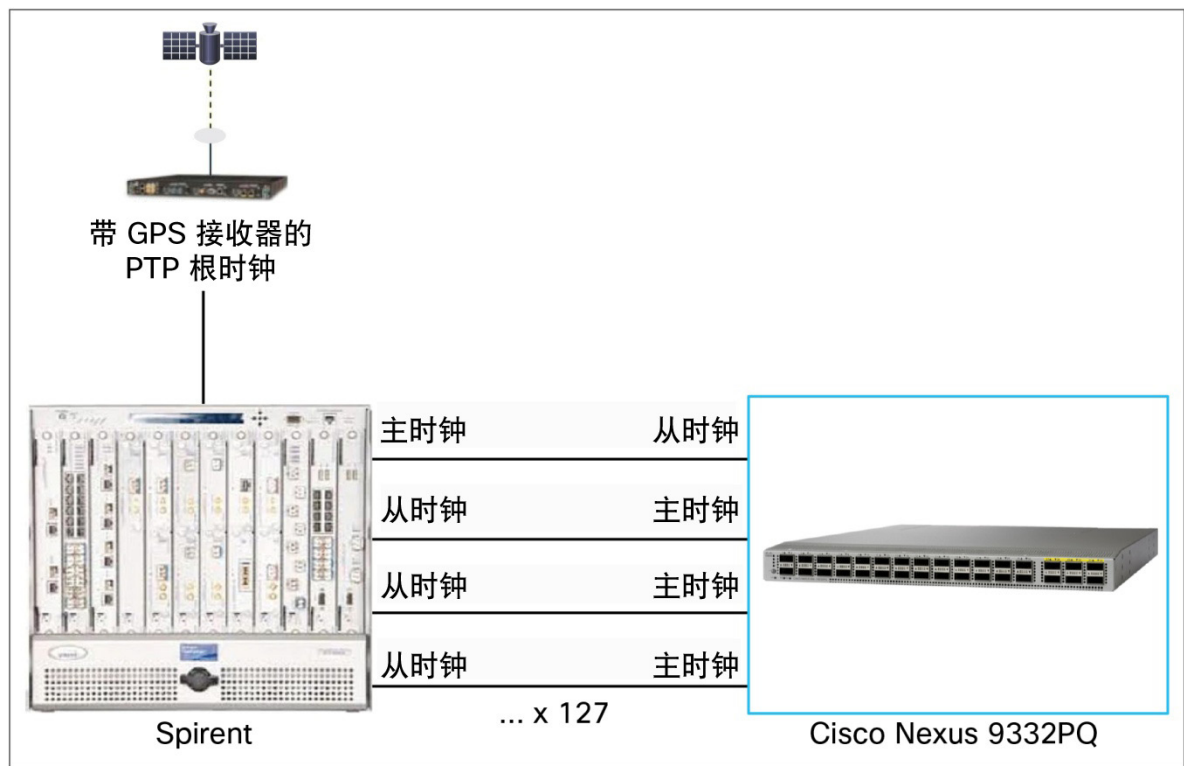 带 GPS 接收器的
PTP 根时钟
主时钟 从时钟
从时钟 主时钟
从时钟 主时钟
从时钟 主时钟
... x 127
Spirent
Cisco Nexus 9332PQ